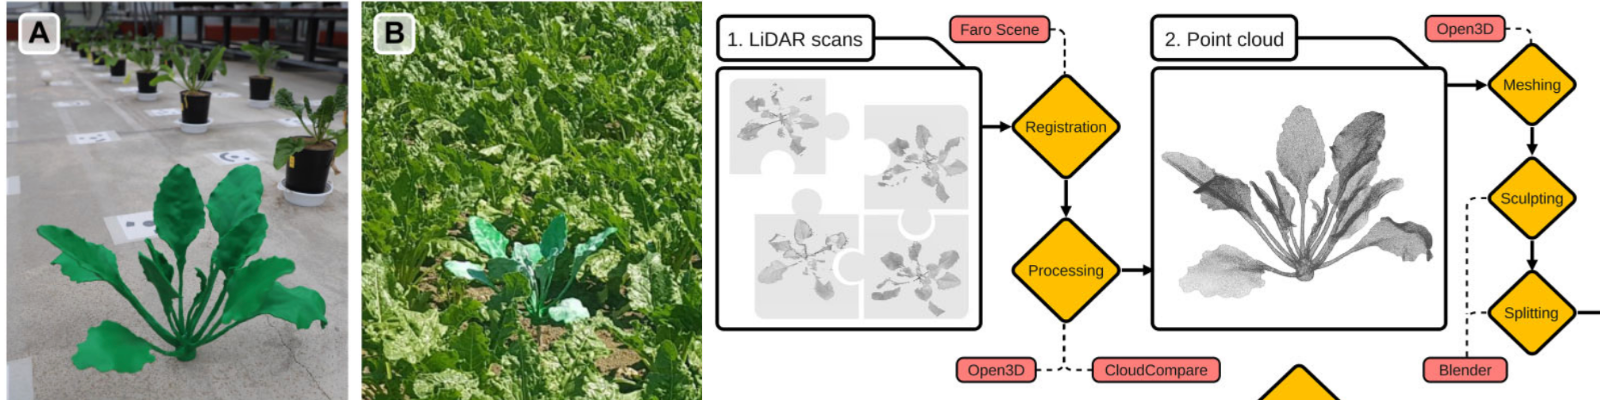 A
B
1. LiDAR scans
Faro Scene
Registration
Processing
Open3D
CloudCompare
2. Point cloud
Open3D
Meshing
Sculpting
Splitting
Blender